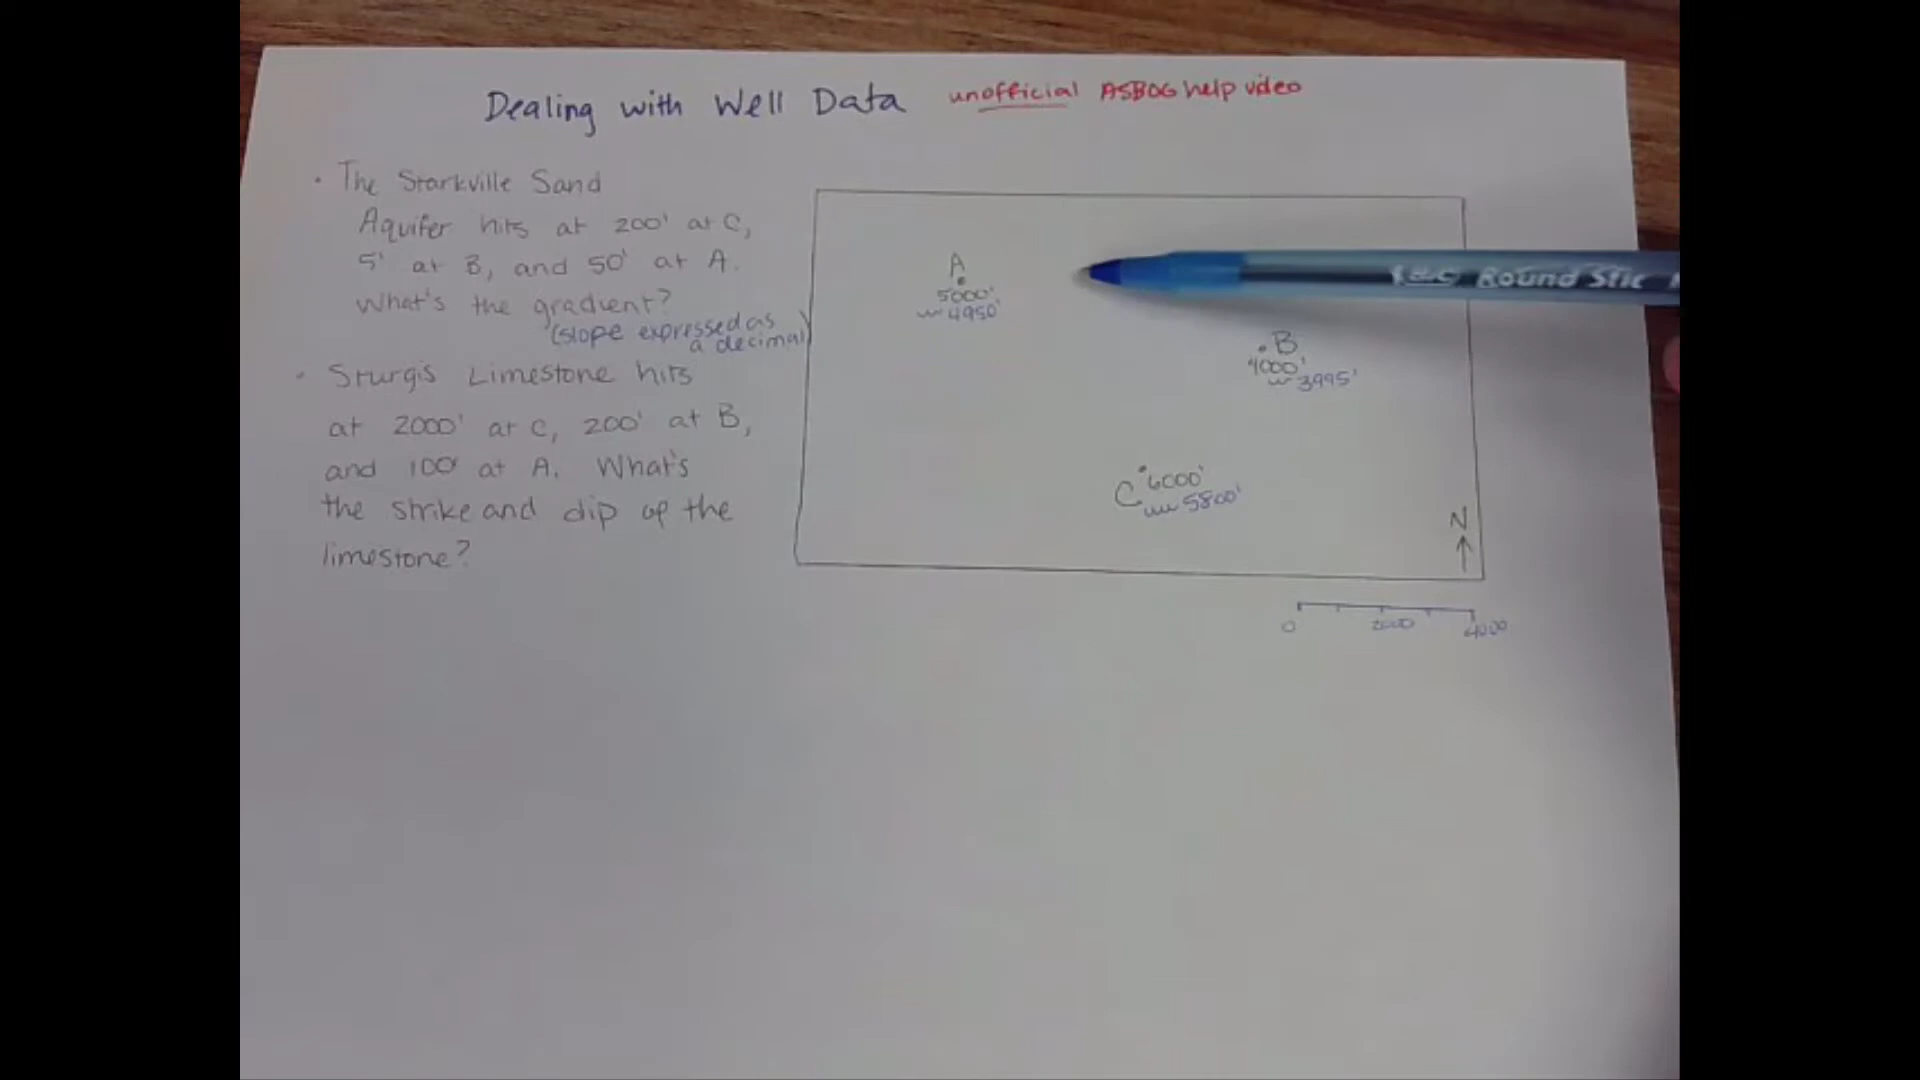 Dealing with Well Data unofficial ASBOG help video
• The Starkville Sand
Aquifer hits at 200' at C,
5' at B, and 50' at A.
What's the gradient?
(slope expressed as
a decimal)
• Sturgis Limestone hits
at 2000' at C, 200' at B,
and 100' at A. What's
the strike and dip of the
limestone?
A
5000'
w 4950'
B
4000'
w 3995'
C 6000'
5800'
N
0 2000 4000
Round Stic